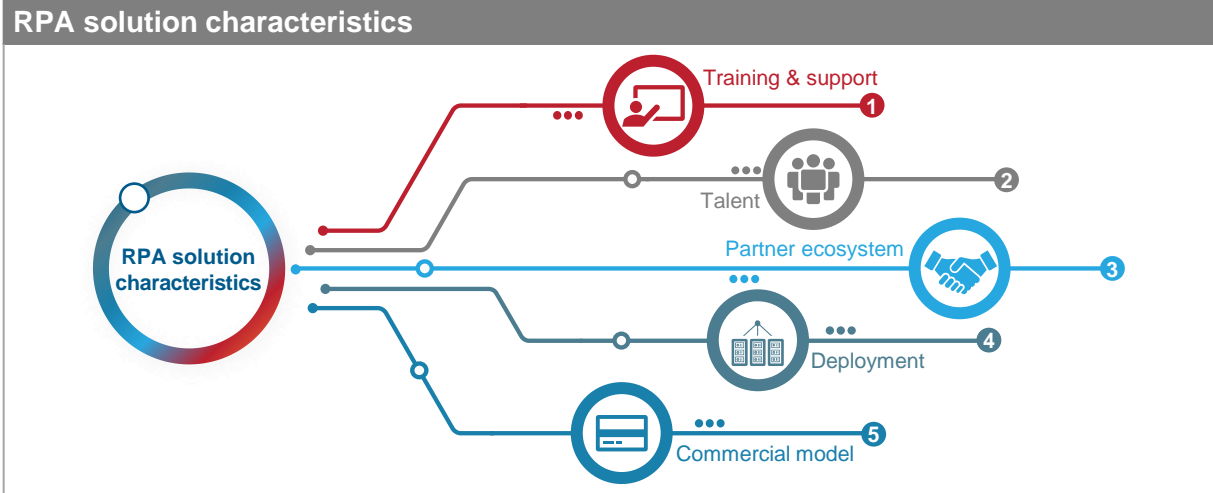 RPA solution characteristics
RPA solution
characteristics
Training & support
1
Talent
2
Partner ecosystem
3
Deployment
4
Commercial model
5